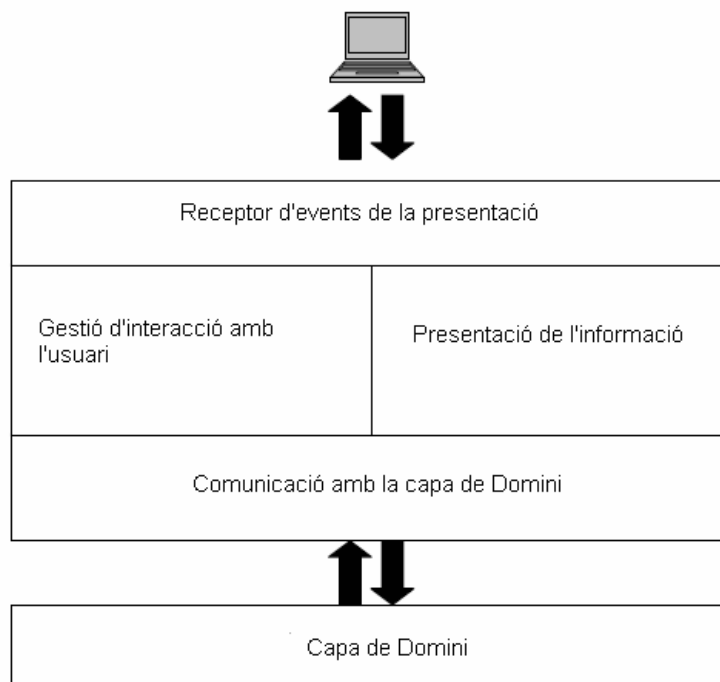 Receptor d'events de la presentació
Gestió d'interacció amb
l'usuari
Presentació de l'informació
Comunicació amb la capa de Domini
Capa de Domini